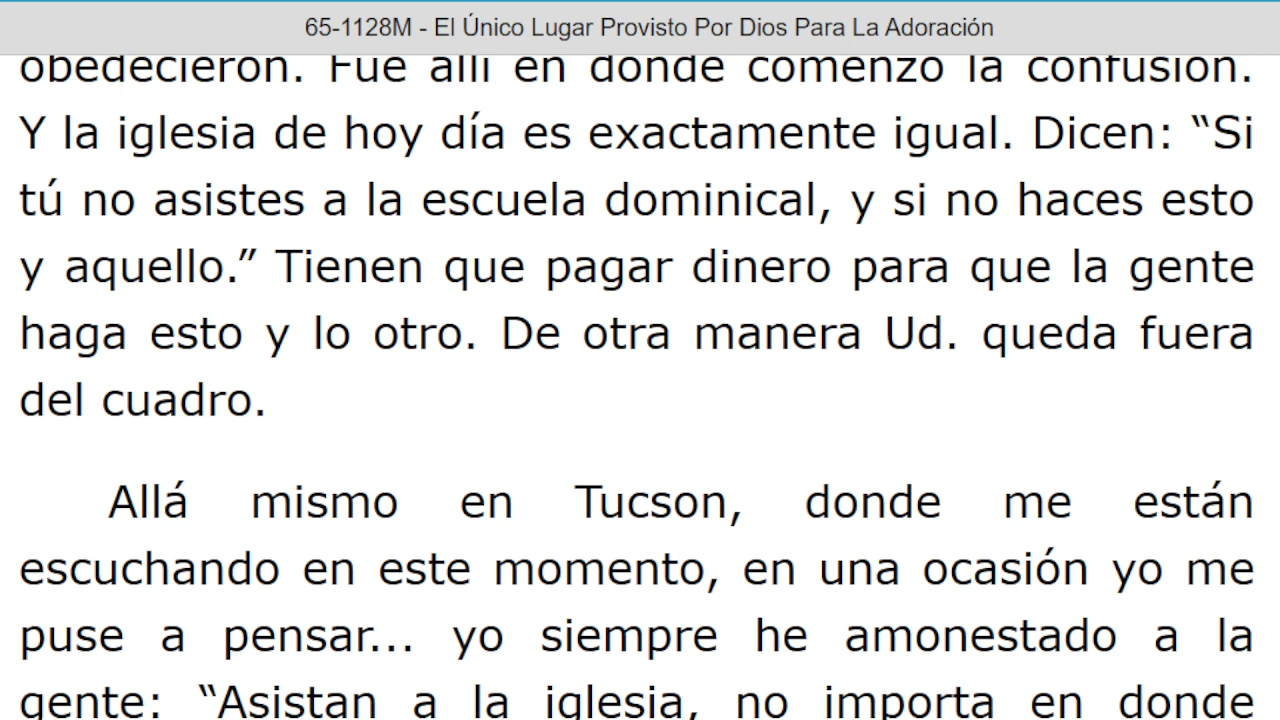 65-1128M - El Único Lugar Provisto Por Dios Para La Adoración
obedecieron. Fue allí en donde comenzó la confusión.
Y la iglesia de hoy día es exactamente igual. Dicen: “Si
tú no asistes a la escuela dominical, y si no haces esto
y aquello.” Tienen que pagar dinero para que la gente
haga esto y lo otro. De otra manera Ud. queda fuera
del cuadro.
Allá mismo en Tucson, donde me están
escuchando en este momento, en una ocasión yo me
puse a pensar... yo siempre he amonestado a la
gente: “Asistan a la iglesia, no importa en donde